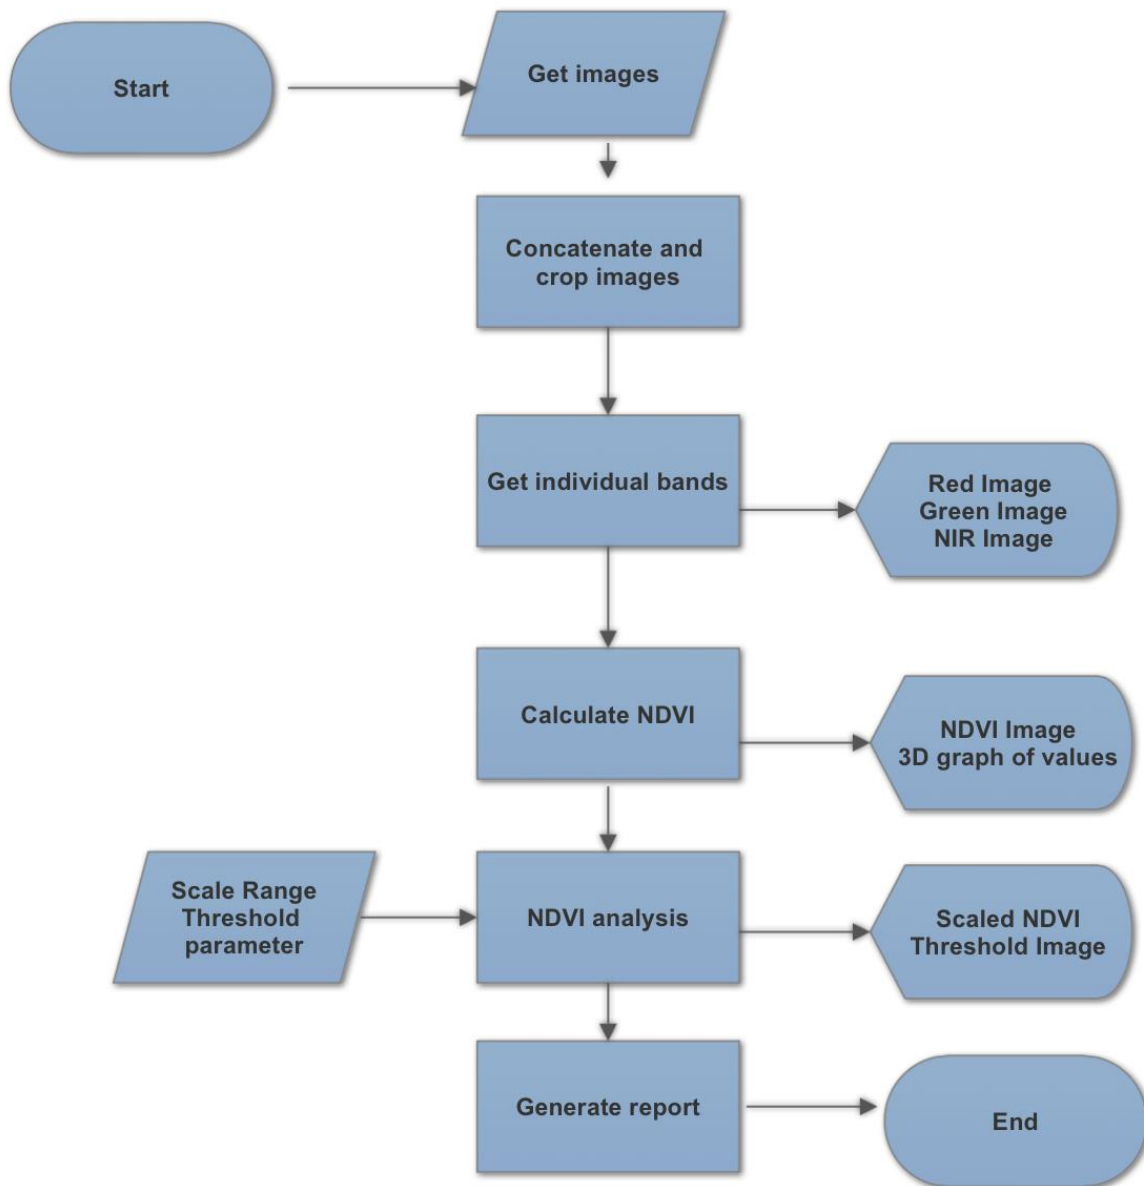 Start
Get images
Concatenate and
crop images
Get individual bands
Red Image
Green Image
NIR Image
Calculate NDVI
NDVI Image
3D graph of values
Scale Range
Threshold
parameter
NDVI analysis
Scaled NDVI
Threshold Image
Generate report
End